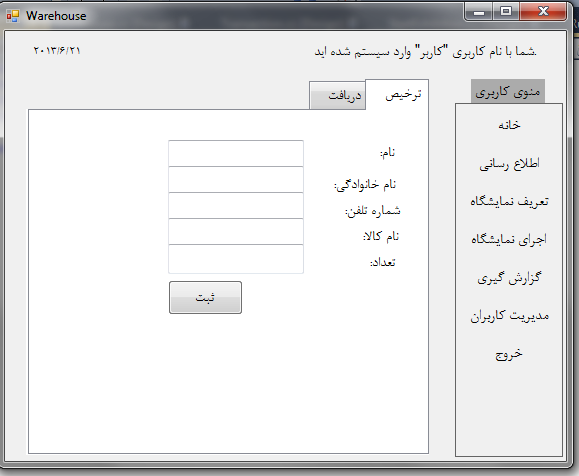 Warehouse
شما با نام کاربری "کاربر" وارد سیستم شده اید.
۲۰۱۳/۶/۲۱
منوی کاربری
خانه
اطلاع رسانی
تعریف نمایشگاه
اجرای نمایشگاه
گزارش گیری
مدیریت کاربران
خروج
ترخیص
دریافت
نام:
نام خانوادگی:
شماره تلفن:
نام کالا:
تعداد:
ثبت